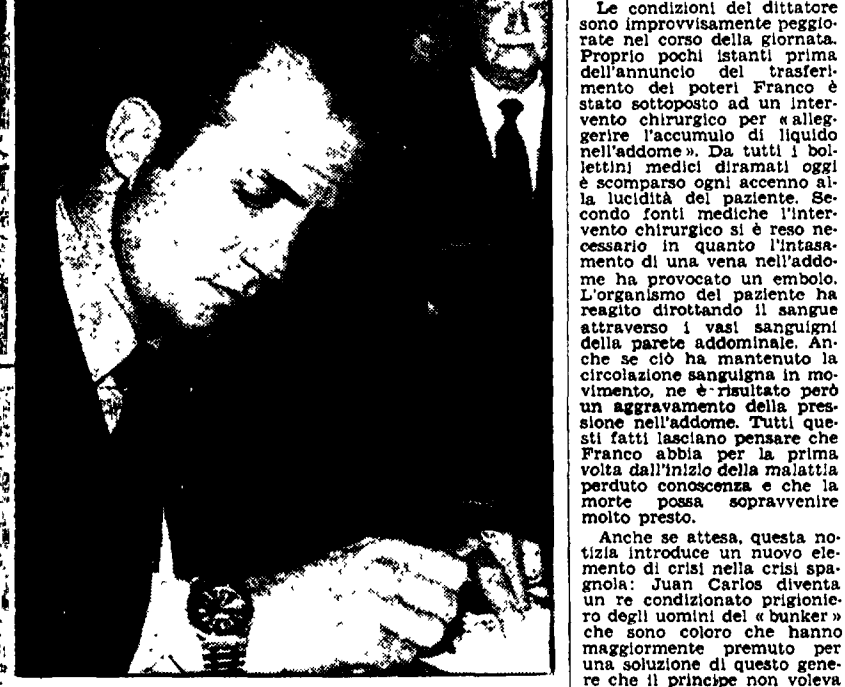 Le condizioni del dittatore
sono improvvisamente peggio-
rate nel corso della giornata.
Proprio pochi istanti prima
dell'annuncio del trasferi-
mento dei poteri Franco è
stato sottoposto ad un inter-
vento chirurgico per «alleg-
gerire l'accumulo di liquido
nell'addome». Da tutti i bol-
lettini medici diramati oggi
è scomparso ogni accenno al-
la lucidità del paziente. Se-
condo fonti mediche l'inter-
vento chirurgico si è reso ne-
cessario in quanto l'intasa-
mento di una vena nell'addo-
me ha provocato un embolo.
L'organismo del paziente ha
reagito dirottando il sangue
attraverso i vasi sanguigni
della parete addominale. An-
che se ciò ha mantenuto la
circolazione sanguigna in mo-
vimento, ne è risultato però
un aggravamento della pres-
sione nell'addome. Tutti que-
sti fatti lasciano pensare che
Franco abbia per la prima
volta dall'inizio della malattia
perduto conoscenza e che la
morte possa sopravvenire
molto presto.
Anche se attesa, questa no-
tizia introduce un nuovo ele-
mento di crisi nella crisi spa-
gnola: Juan Carlos diventa
un re condizionato prigionie-
ro degli uomini del «bunker»
che sono coloro che hanno
maggiormente premuto per
una soluzione di questo gene-
re che il principe non voleva